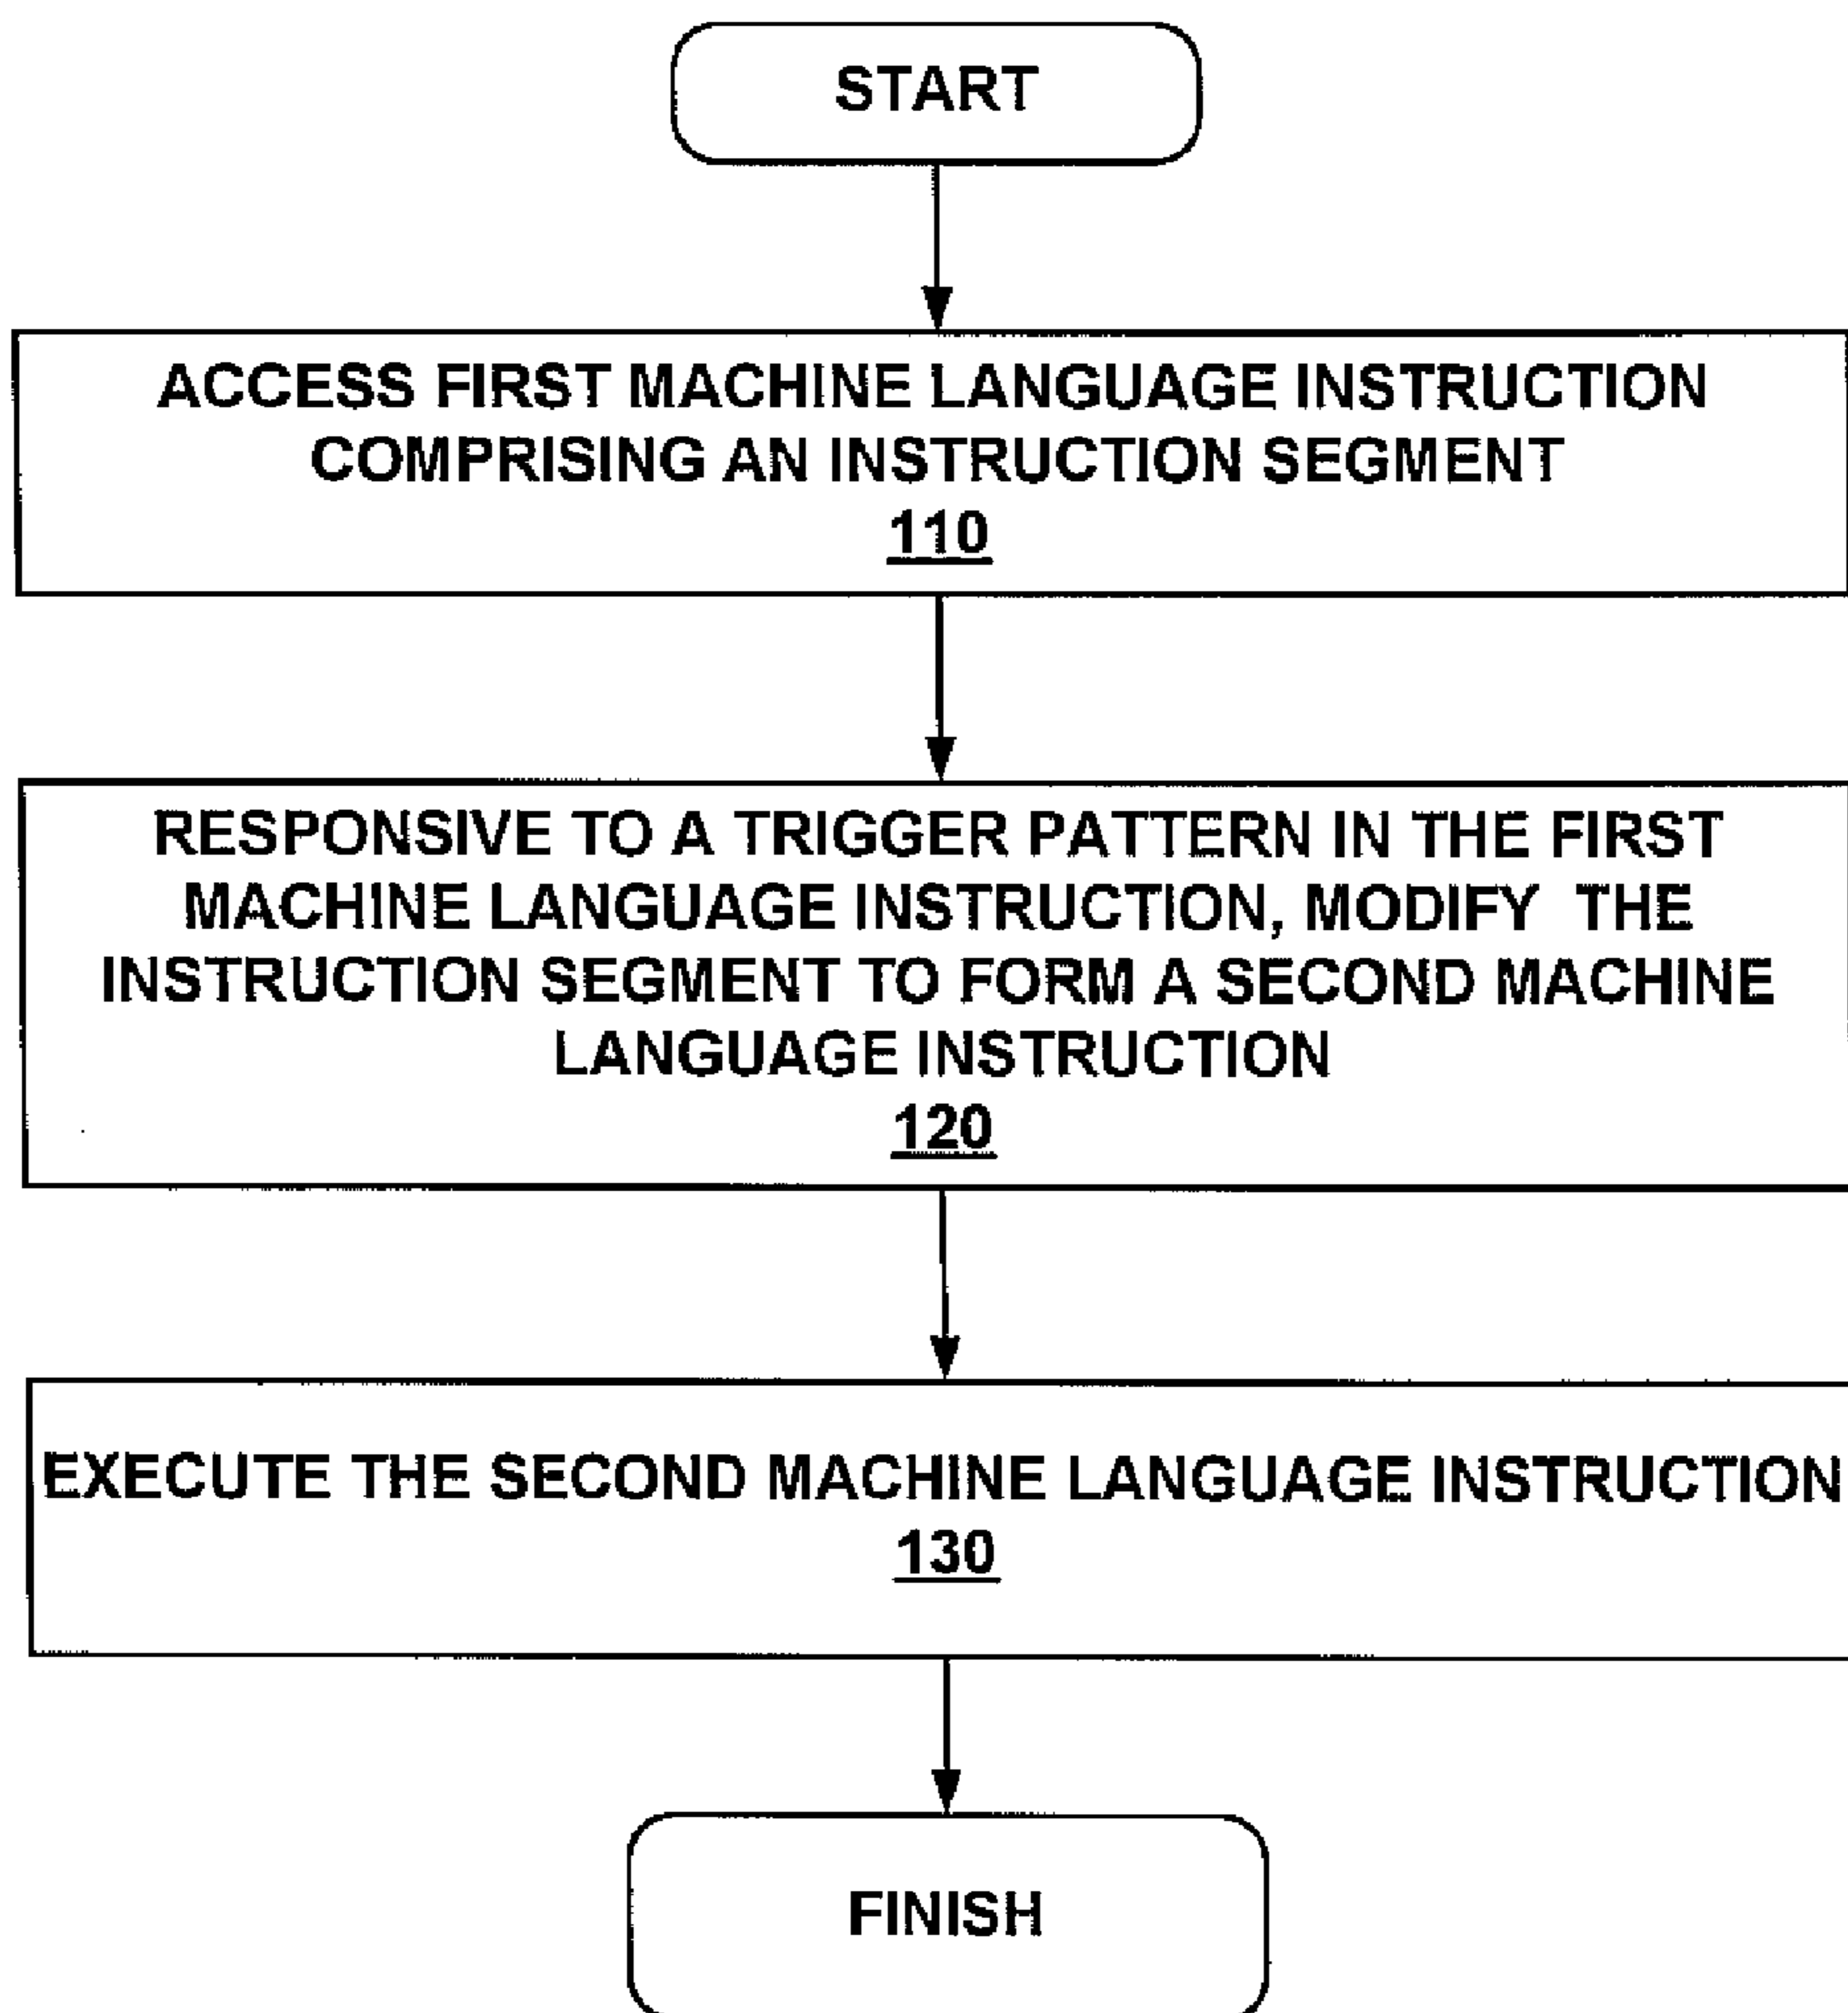 START
ACCESS FIRST MACHINE LANGUAGE INSTRUCTION
COMPRISING AN INSTRUCTION SEGMENT
110
RESPONSIVE TO A TRIGGER PATTERN IN THE FIRST
MACHINE LANGUAGE INSTRUCTION, MODIFY THE
INSTRUCTION SEGMENT TO FORM A SECOND MACHINE
LANGUAGE INSTRUCTION
120
EXECUTE THE SECOND MACHINE LANGUAGE INSTRUCTION
130
FINISH